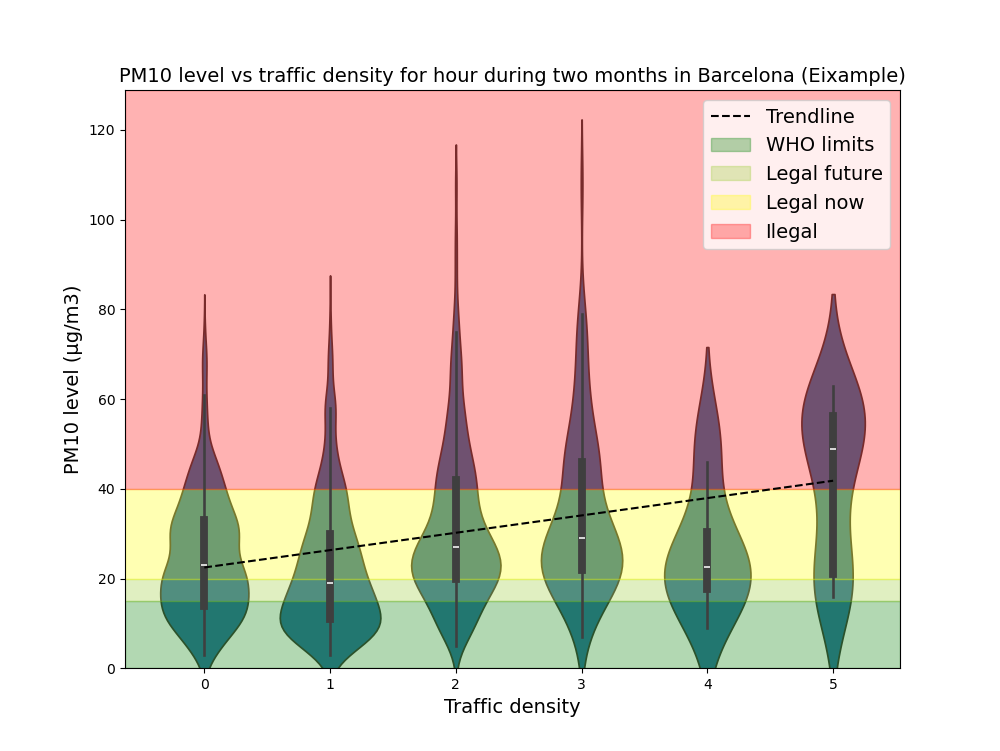 PM10 level vs traffic density for hour during two months in Barcelona (Eixample)
Trendline
WHO limits
Legal future
Legal now
Ilegal
PM10 level (μg/m3)
120
100
80
60
40
20
0
0 1 2 3 4 5
Traffic density